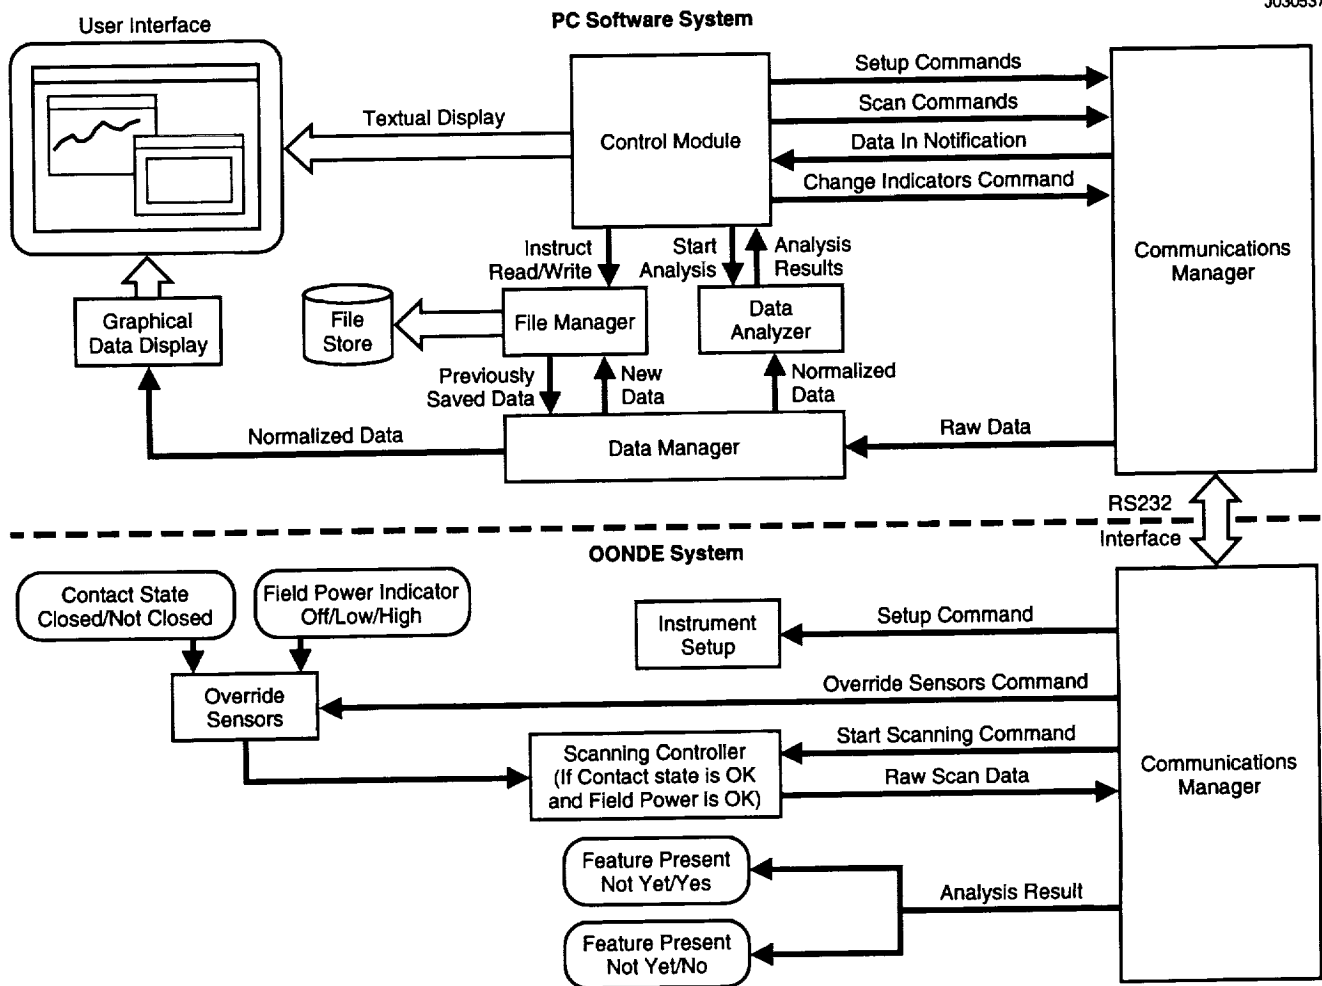 J030537
PC Software System
User Interface
Setup Commands
Scan Commands
Textual Display
Control Module
Data In Notification
Change Indicators Command
Communications
Manager
Instruct
Read/Write
Start
Analysis
Analysis
Results
Graphical
Data Display
File
Store
File Manager
Data
Analyzer
Previously
Saved Data
New
Data
Normalized
Data
Normalized Data
Data Manager
Raw Data
RS232
Interface
OONDE System
Contact State
Closed/Not Closed
Field Power Indicator
Off/Low/High
Instrument
Setup
Setup Command
Override
Sensors
Override Sensors Command
Scanning Controller
(If Contact state is OK
and Field Power is OK)
Start Scanning Command
Raw Scan Data
Communications
Manager
Feature Present
Not Yet/Yes
Analysis Result
Feature Present
Not Yet/No